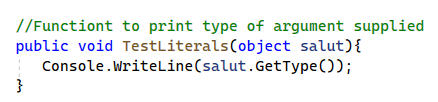 //Functiont to print type of argument supplied
public void TestLiterals(object salut){
Console.WriteLine(salut.GetType());
}